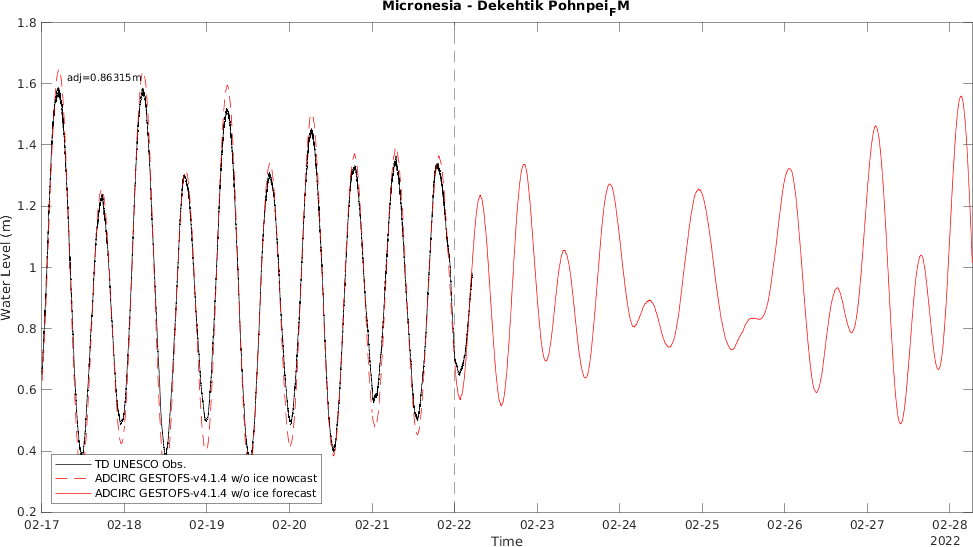 Micronesia - Dekehtik Pohnpei_FM
1.8
1.6
1.4
1.2
1
0.8
0.6
0.4
0.2
Water Level (m)
adj=0.86315m
TD UNESCO Obs.
ADCIRC GESTOFS-v4.1.4 w/o ice nowcast
ADCIRC GESTOFS-v4.1.4 w/o ice forecast
02-17 02-18 02-19 02-20 02-21 02-22 02-23 02-24 02-25 02-26 02-27 02-28
Time
2022